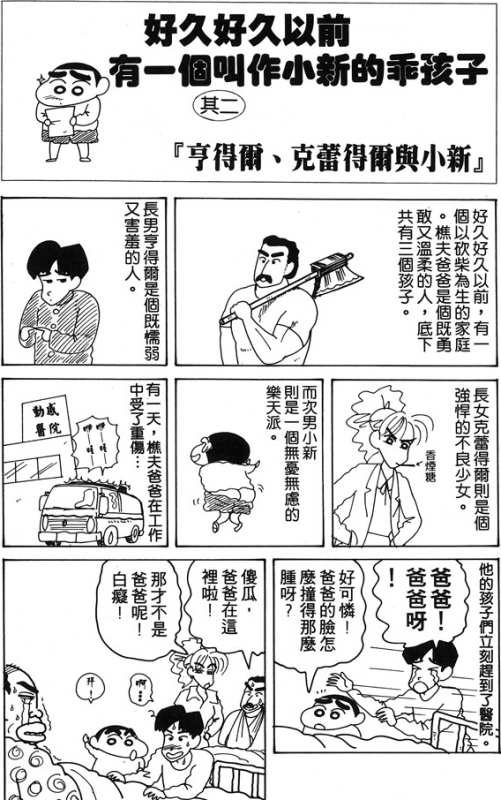 好久好久以前
有一個叫作小新的乖孩子
其二
『亨得爾、克蕾得爾與小新』
好久好久以前，有一
個以砍柴為生的家庭
。樵夫爸爸是個既勇
敢又溫柔的人，底下
共有三個孩子。
長男亨得爾是個既懦弱
又害羞的人。
長女克蕾得爾則是個
強悍的不良少女。
香煙糖
而次男小新
則是一個無憂無慮的
樂天派。
有一天，樵夫爸爸在工作
中受了重傷…
動感
醫院
他的孩子們立刻趕到了醫院。
爸爸！
爸爸呀
！
好可憐！
爸爸的臉怎
麼撞得那麼
腫呀？
傻瓜，
爸爸在這
裡啦！
那才不是
爸爸呢！
白癡！